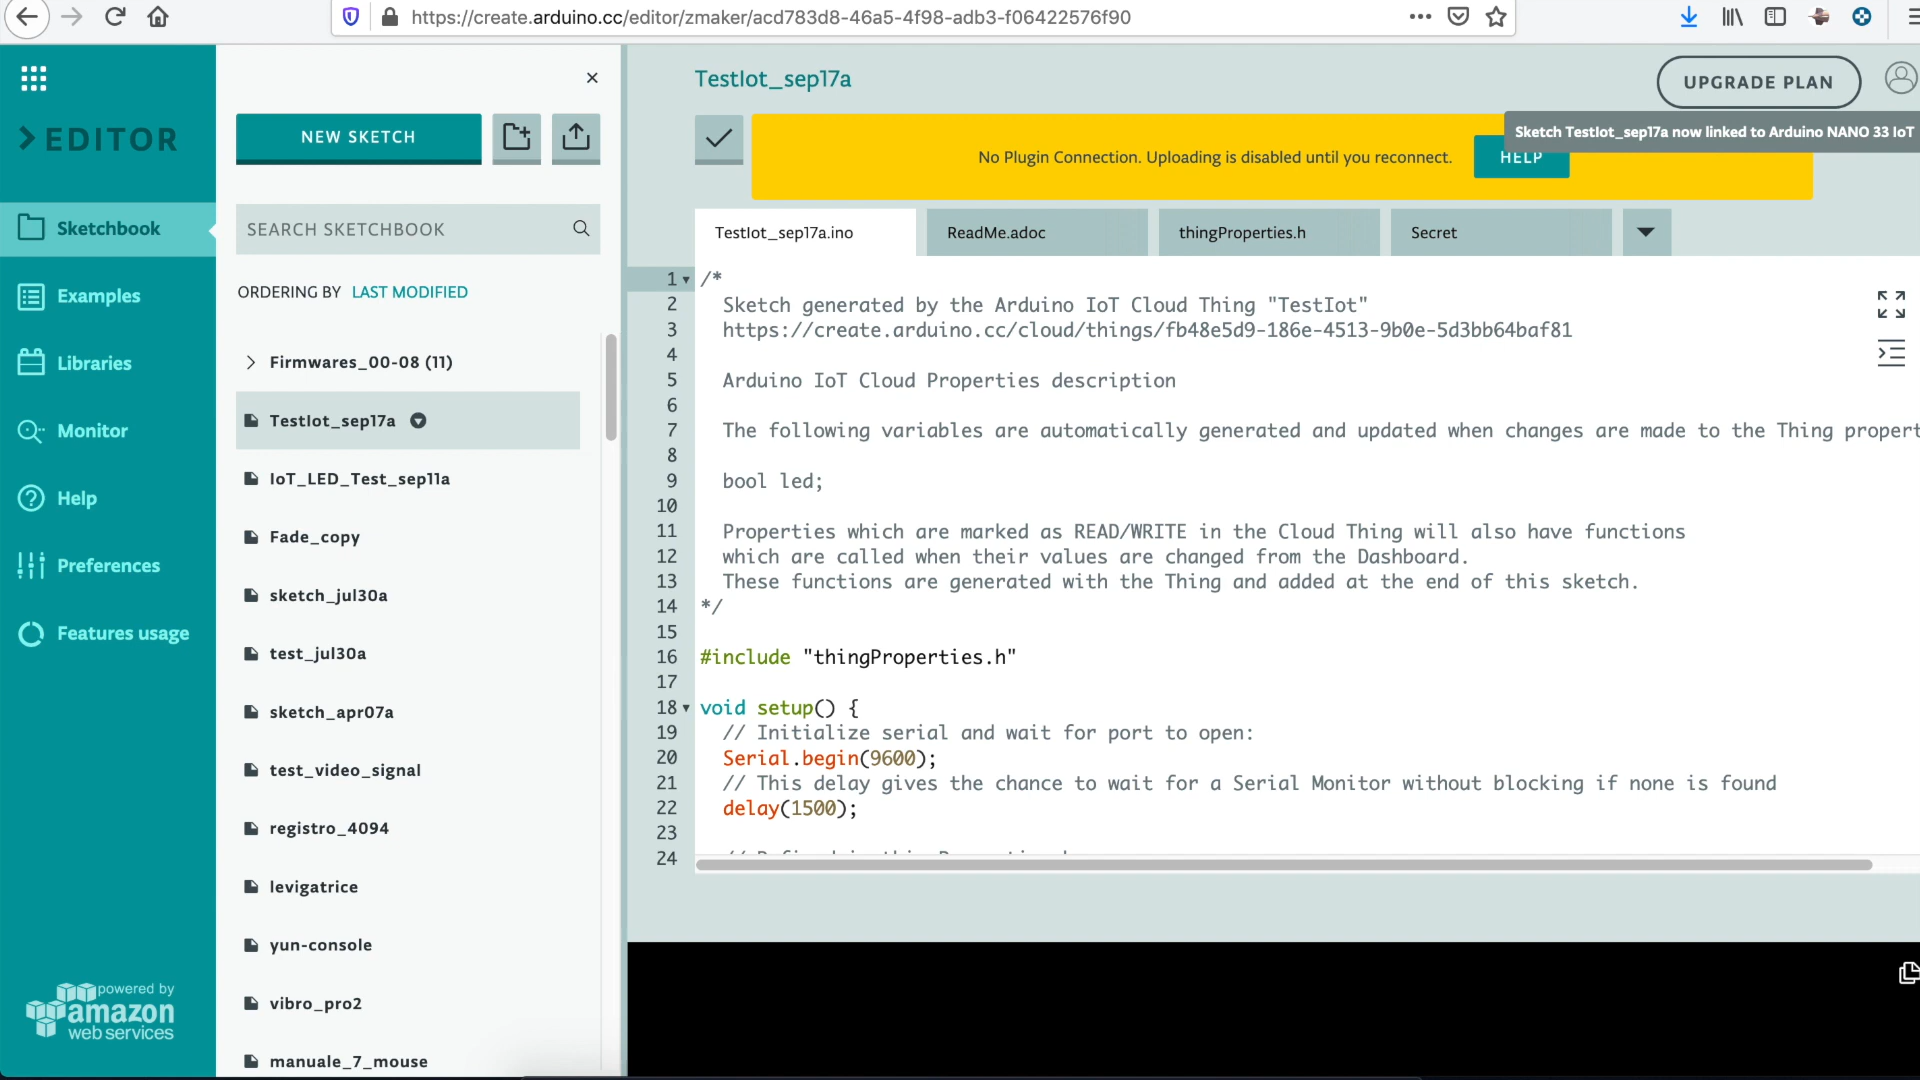 https://create.arduino.cc/editor/zmaker/acd783d8-46a5-4f98-adb3-f06422576f90
EDITOR
Sketchbook
Examples
Libraries
Monitor
Help
Preferences
Features usage
powered by
amazon
web services
NEW SKETCH
SEARCH SKETCHBOOK
ORDERING BY LAST MODIFIED
Firmwares_00-08 (11)
TestIot_sep17a
IoT_LED_Test_sep11a
Fade_copy
sketch_jul30a
test_jul30a
sketch_apr07a
test_video_signal
registro_4094
levigatrice
yun-console
vibro_pro2
manuale_7_mouse
TestIot_sep17a
UPGRADE PLAN
Sketch TestIot_sep17a now linked to Arduino NANO 33 IoT
No Plugin Connection. Uploading is disabled until you reconnect.
HELP
TestIot_sep17a.ino
ReadMe.adoc
thingProperties.h
Secret
1 /*
2 Sketch generated by the Arduino IoT Cloud Thing "TestIot"
3 https://create.arduino.cc/cloud/things/fb48e5d9-186e-4513-9b0e-5d3bb64baf81
4
5 Arduino IoT Cloud Properties description
6
7 The following variables are automatically generated and updated when changes are made to the Thing propert
8
9 bool led;
10
11 Properties which are marked as READ/WRITE in the Cloud Thing will also have functions
12 which are called when their values are changed from the Dashboard.
13 These functions are generated with the Thing and added at the end of this sketch.
14 */
15
16 #include "thingProperties.h"
17
18 void setup() {
19 // Initialize serial and wait for port to open:
20 Serial.begin(9600);
21 // This delay gives the chance to wait for a Serial Monitor without blocking if none is found
22 delay(1500);
23
24